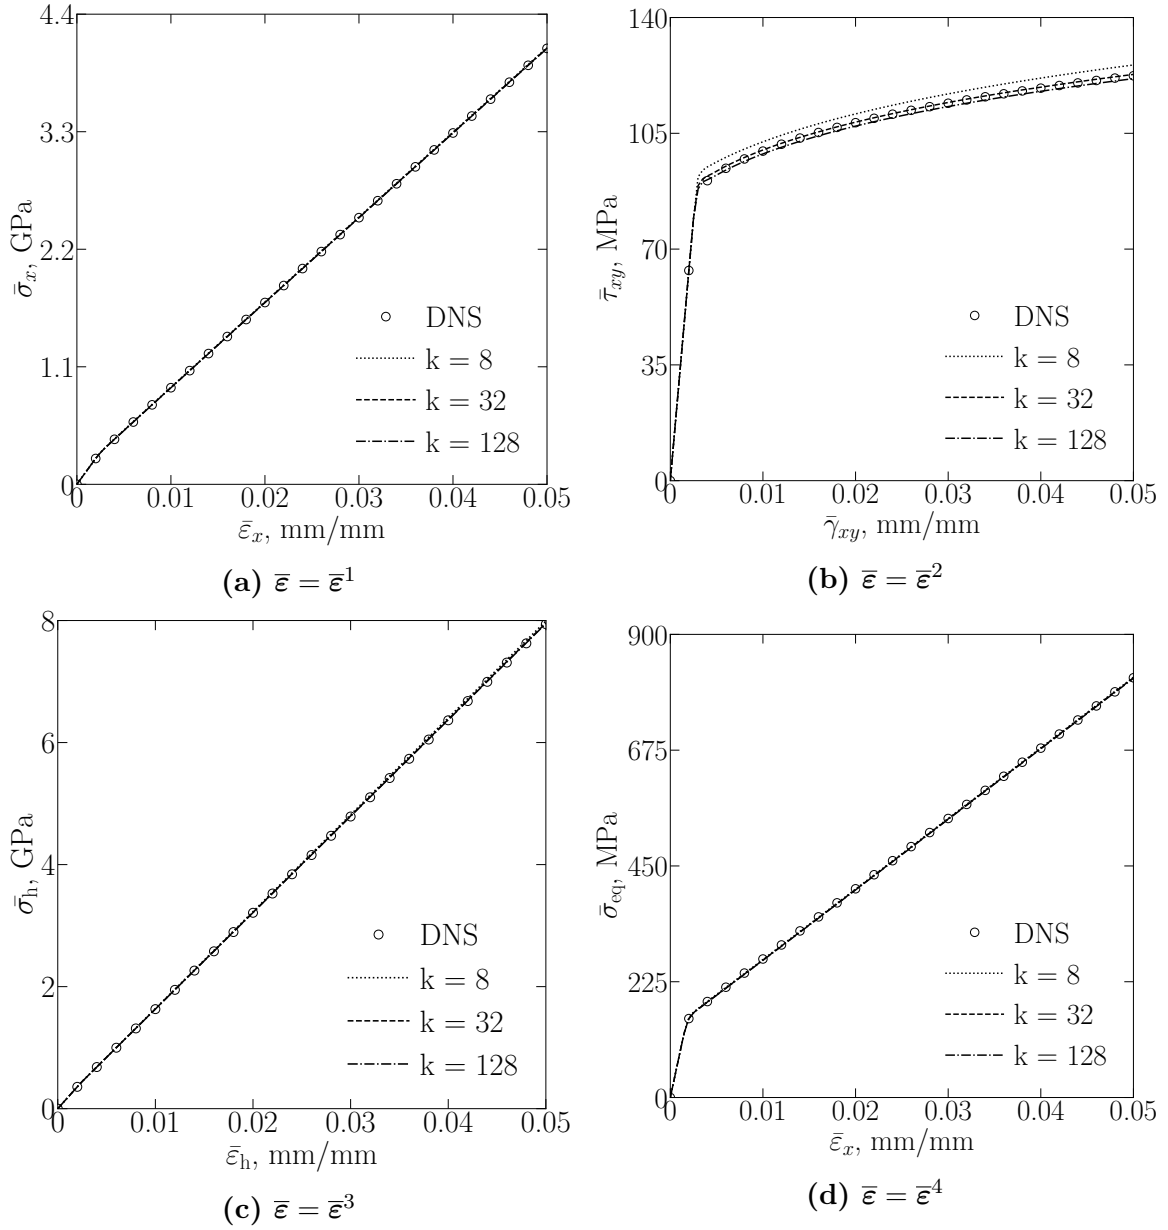 4.4
3.3
2.2
1.1
0
σ̄x, GPa
DNS
k = 8
k = 32
k = 128
0 0.01 0.02 0.03 0.04 0.05
ε̄x, mm/mm
(a) ε̄ = ε̄¹
140
105
70
35
0
τ̄xy, MPa
DNS
k = 8
k = 32
k = 128
0 0.01 0.02 0.03 0.04 0.05
γ̄xy, mm/mm
(b) ε̄ = ε̄²
8
6
4
2
0
σ̄h, GPa
DNS
k = 8
k = 32
k = 128
0 0.01 0.02 0.03 0.04 0.05
ε̄h, mm/mm
(c) ε̄ = ε̄³
900
675
450
225
0
σ̄eq, MPa
DNS
k = 8
k = 32
k = 128
0 0.01 0.02 0.03 0.04 0.05
ε̄x, mm/mm
(d) ε̄ = ε̄⁴